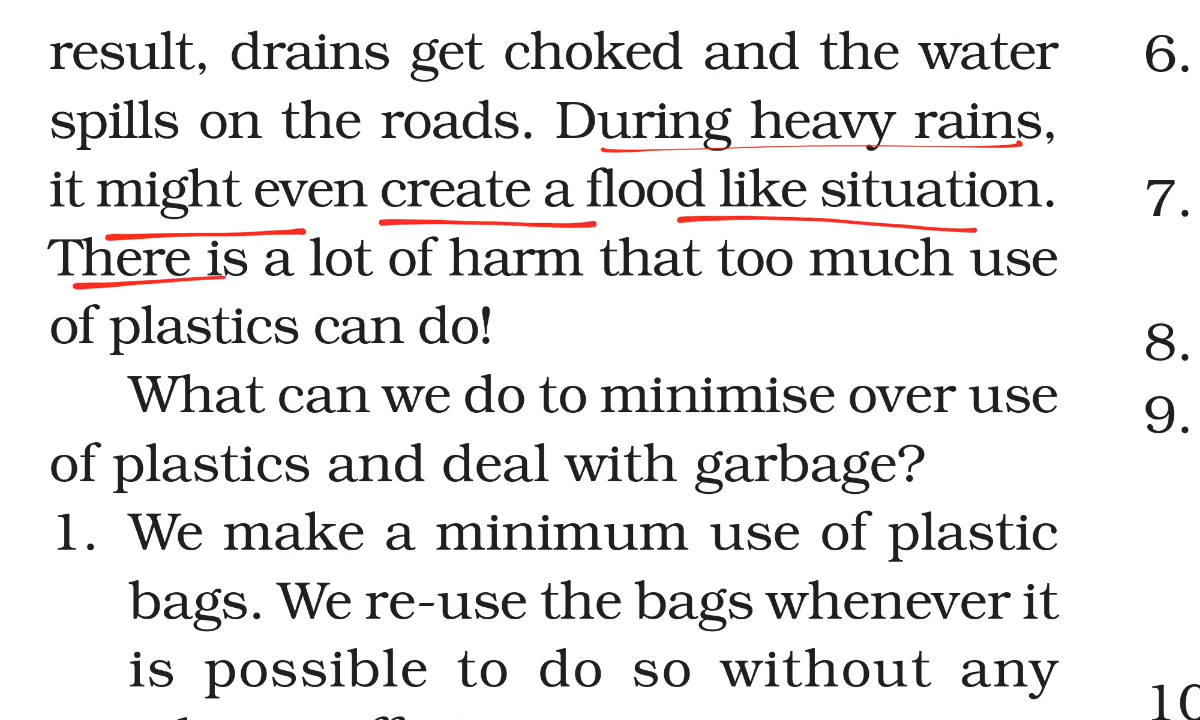 result, drains get choked and the water
spills on the roads. During heavy rains,
it might even create a flood like situation.
There is a lot of harm that too much use
of plastics can do!
What can we do to minimise over use
of plastics and deal with garbage?
1. We make a minimum use of plastic
bags. We re-use the bags whenever it
is possible to do so without any
6.
7.
8.
9.
10